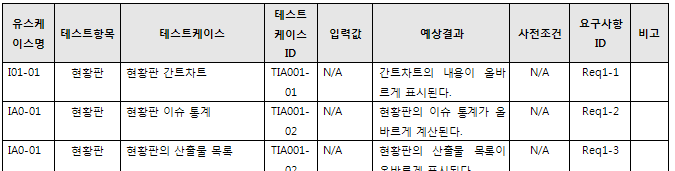 유스케이스명 테스트항목 테스트케이스 테스트케이스 ID 입력값 예상결과 사전조건 요구사항 ID 비고
I01-01 현황판 현황판 간트차트 TIA001-01 N/A 간트차트의 내용이 올바르게 표시된다. N/A Req1-1
IA0-01 현황판 현황판 이슈 통계 TIA001-02 N/A 현황판의 이슈 통계가 올바르게 계산된다. N/A Req1-2
IA0-01 현황판 현황판의 산출물 목록 TIA001-02 N/A 현황판의 산출물 목록이 올바르게 표시된다. N/A Req1-3